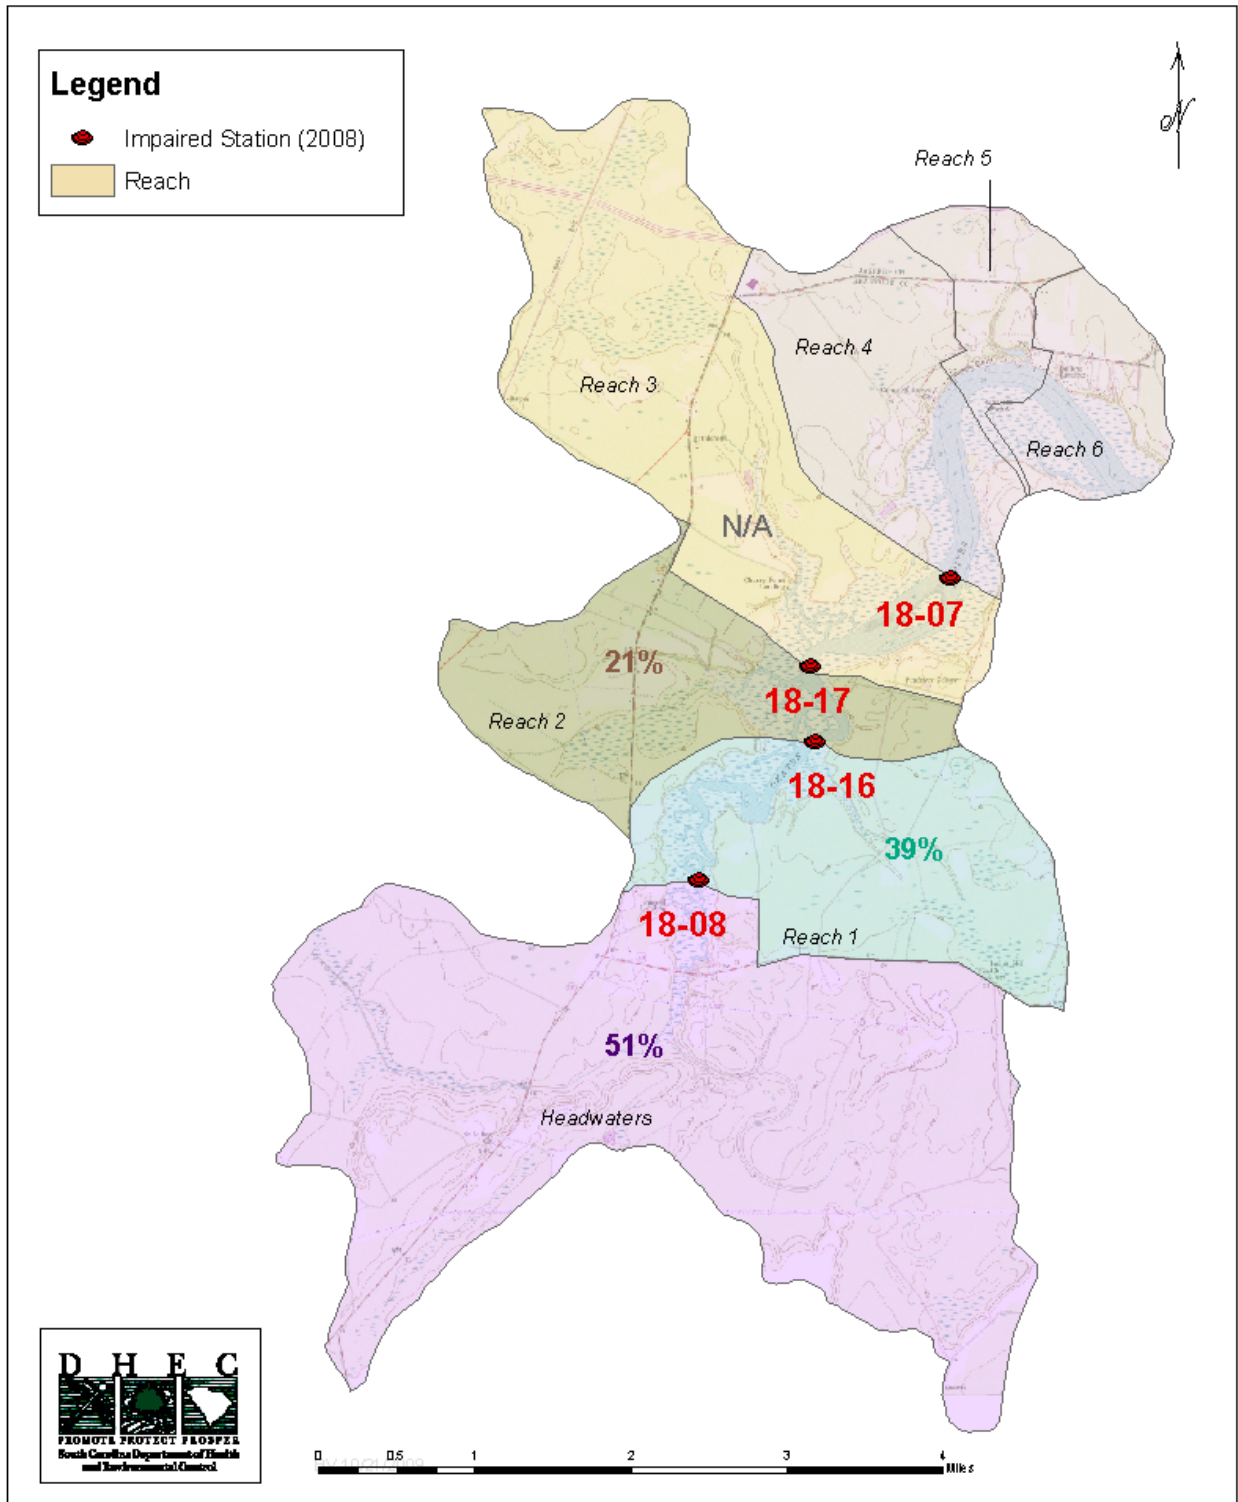 Legend
Impaired Station (2008)
Reach
N
Reach 5
Reach 4
Reach 3
Reach 6
N/A
18-07
21%
18-17
Reach 2
18-16
39%
18-08
Reach 1
51%
Headwaters
D H E C
PROMOTE PROTECT PROSPER
South Carolina Department of Health
and Environmental Control
0 0.5 1 2 3 4
Miles